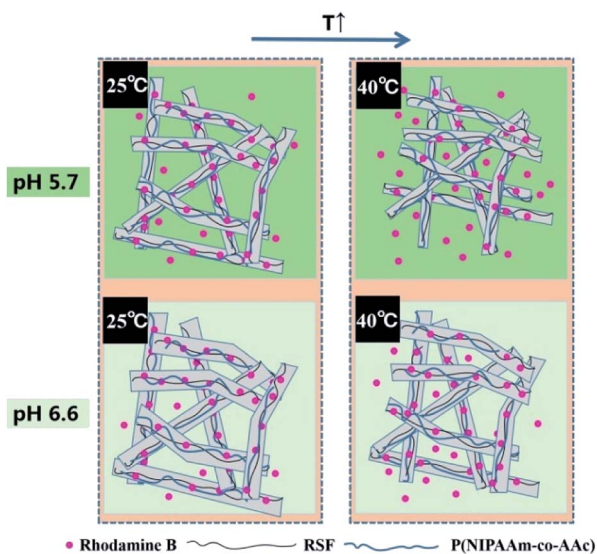 T↑
25℃
40℃
pH 5.7
25℃
40℃
pH 6.6
Rhodamine B RSF P(NIPAAm-co-AAc)